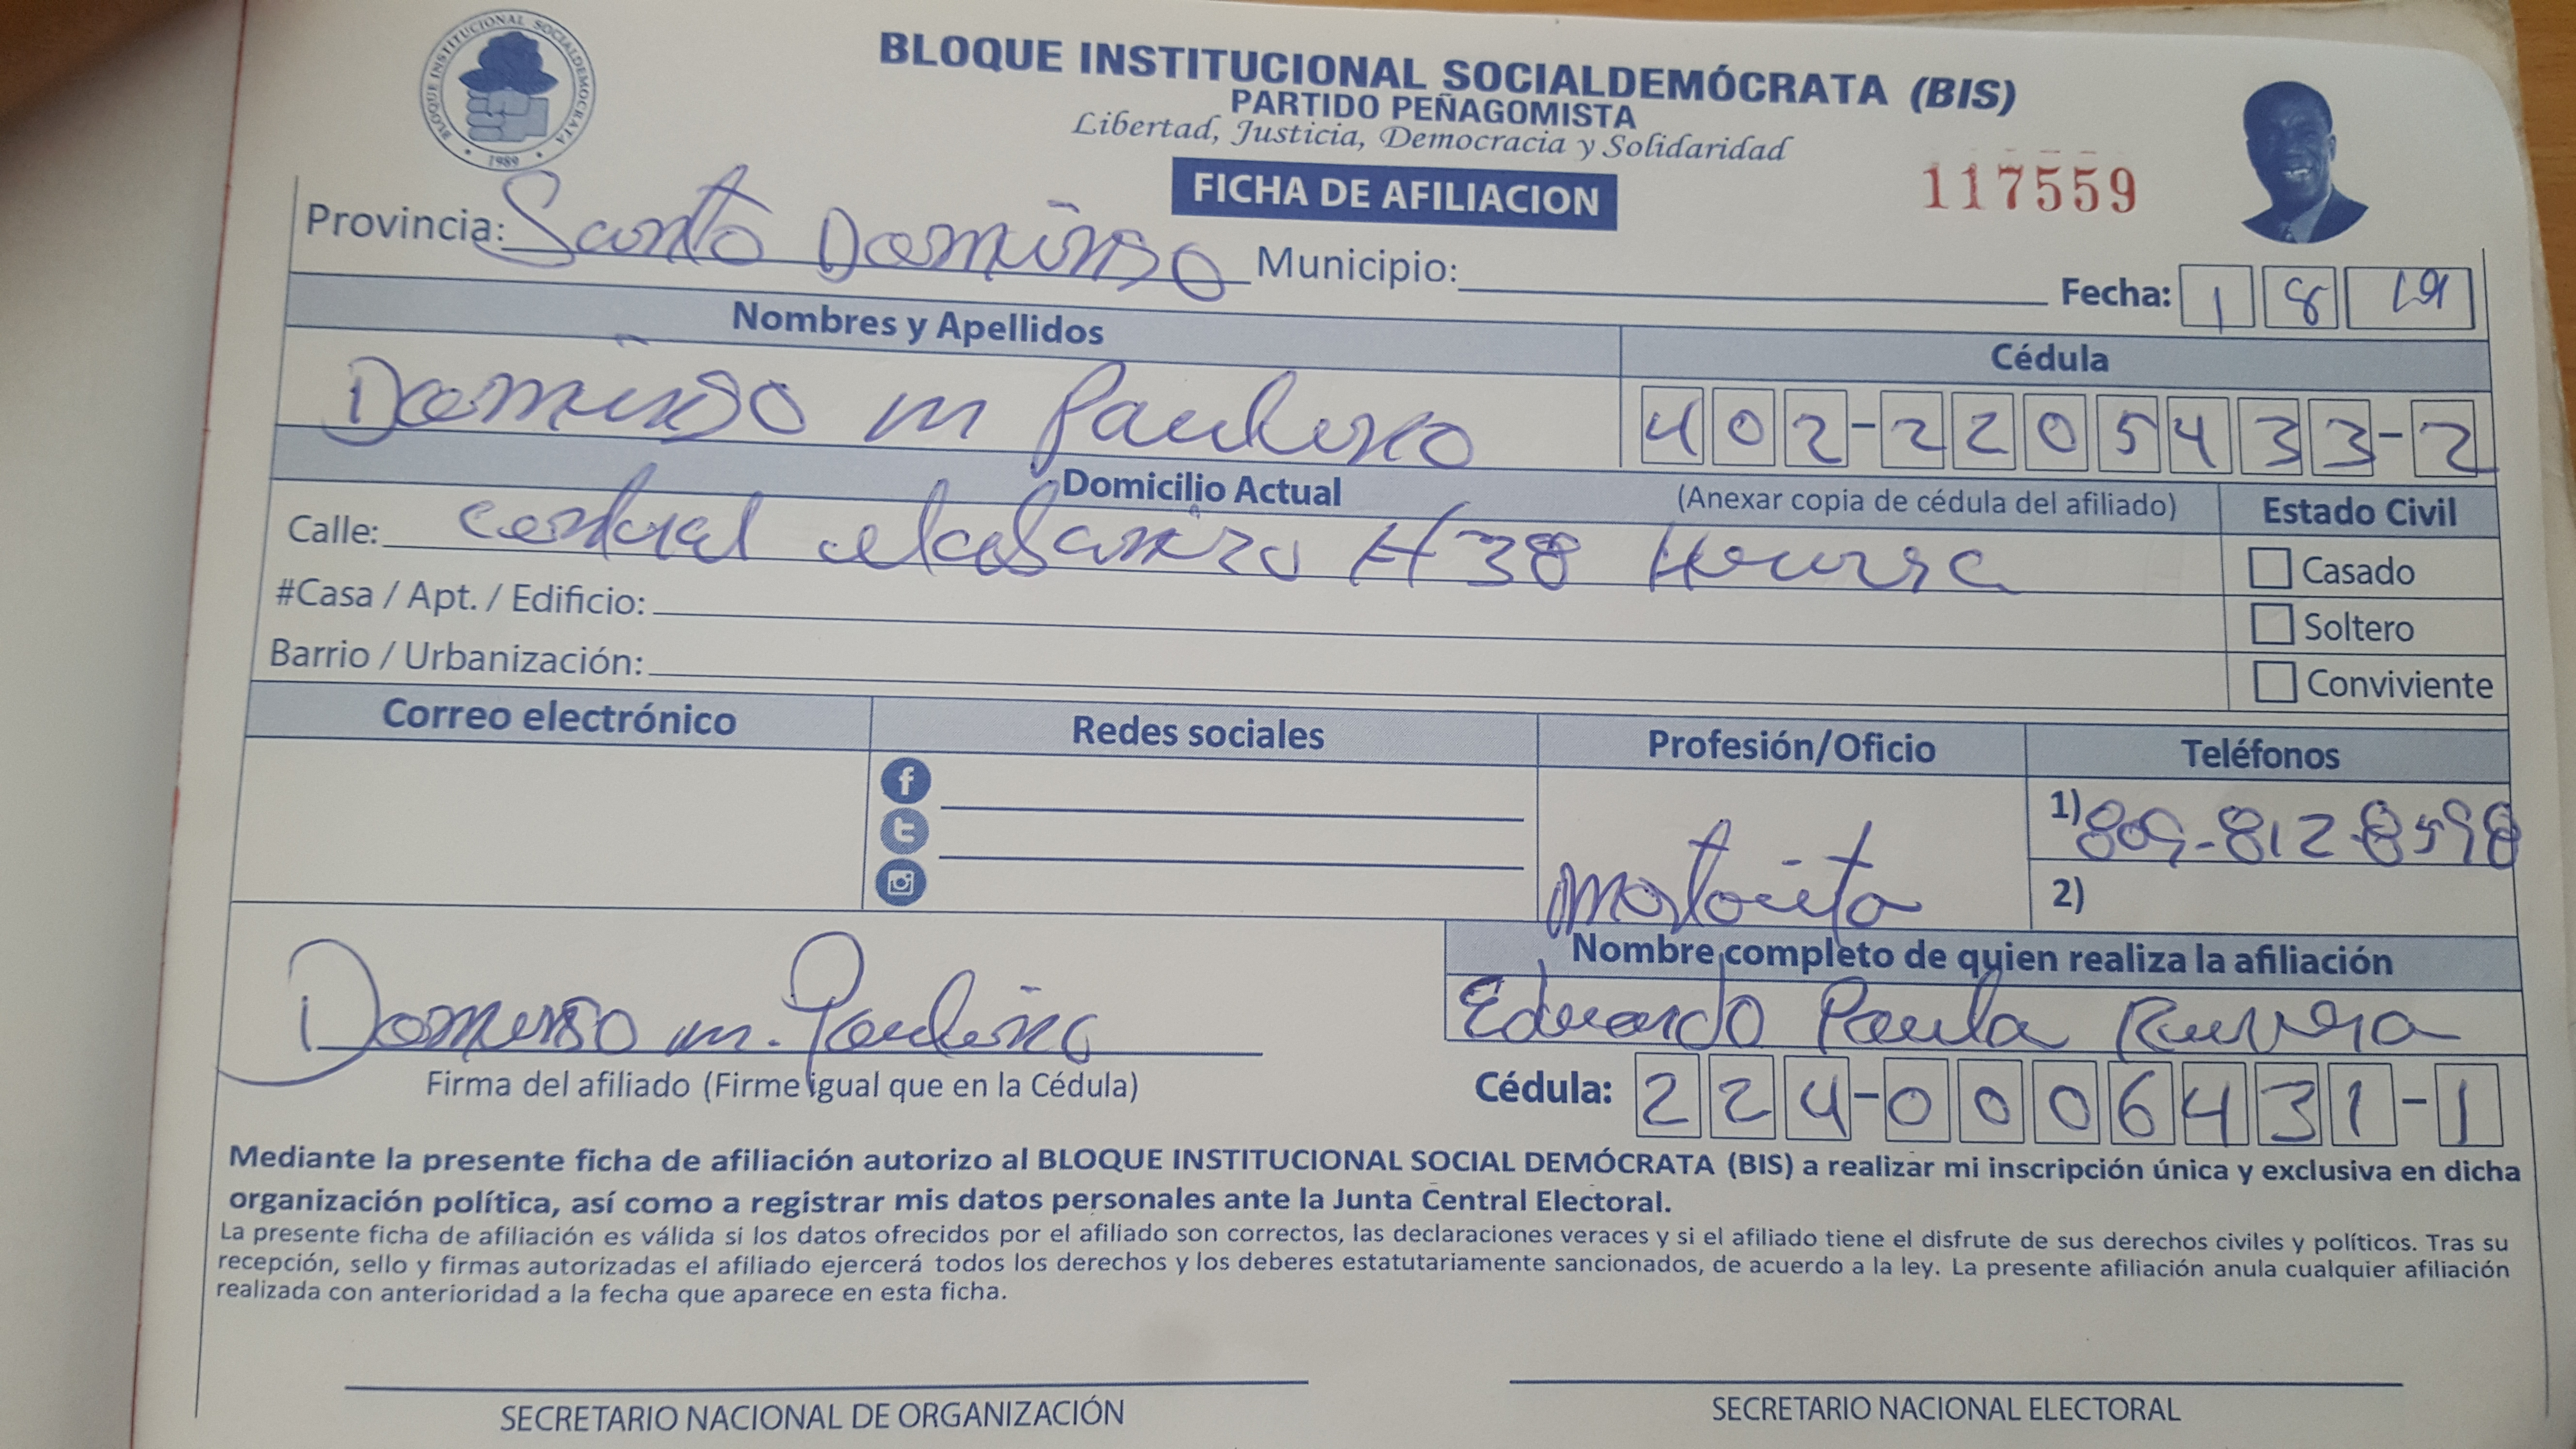 BLOQUE INSTITUCIONAL SOCIALDEMOCRATA
1989
BLOQUE INSTITUCIONAL SOCIALDEMÓCRATA (BIS)
PARTIDO PEÑAGOMISTA
Libertad, Justicia, Democracia y Solidaridad
FICHA DE AFILIACION
117559
Provincia: Santo Domingo Municipio:
Fecha: 1 8 19
Nombres y Apellidos
Cédula
Domingo m Paulino
402-2205433-2
Domicilio Actual
(Anexar copia de cédula del afiliado)
Estado Civil
Calle: central # 38
Casado
#Casa / Apt. / Edificio:
Soltero
Barrio / Urbanización:
Conviviente
Correo electrónico
Redes sociales
Profesión/Oficio
Teléfonos
1) 809-812-8598
2)
Nombre completo de quien realiza la afiliación
Domingo m. Paulino
Eduardo Paula
Firma del afiliado (Firme igual que en la Cédula)
Cédula: 224-0006431-1
Mediante la presente ficha de afiliación autorizo al BLOQUE INSTITUCIONAL SOCIAL DEMÓCRATA (BIS) a realizar mi inscripción única y exclusiva en dicha
organización política, así como a registrar mis datos personales ante la Junta Central Electoral.
La presente ficha de afiliación es válida si los datos ofrecidos por el afiliado son correctos, las declaraciones veraces y si el afiliado tiene el disfrute de sus derechos civiles y políticos. Tras su
recepción, sello y firmas autorizadas el afiliado ejercerá todos los derechos y los deberes estatutariamente sancionados, de acuerdo a la ley. La presente afiliación anula cualquier afiliación
realizada con anterioridad a la fecha que aparece en esta ficha.
SECRETARIO NACIONAL DE ORGANIZACIÓN
SECRETARIO NACIONAL ELECTORAL